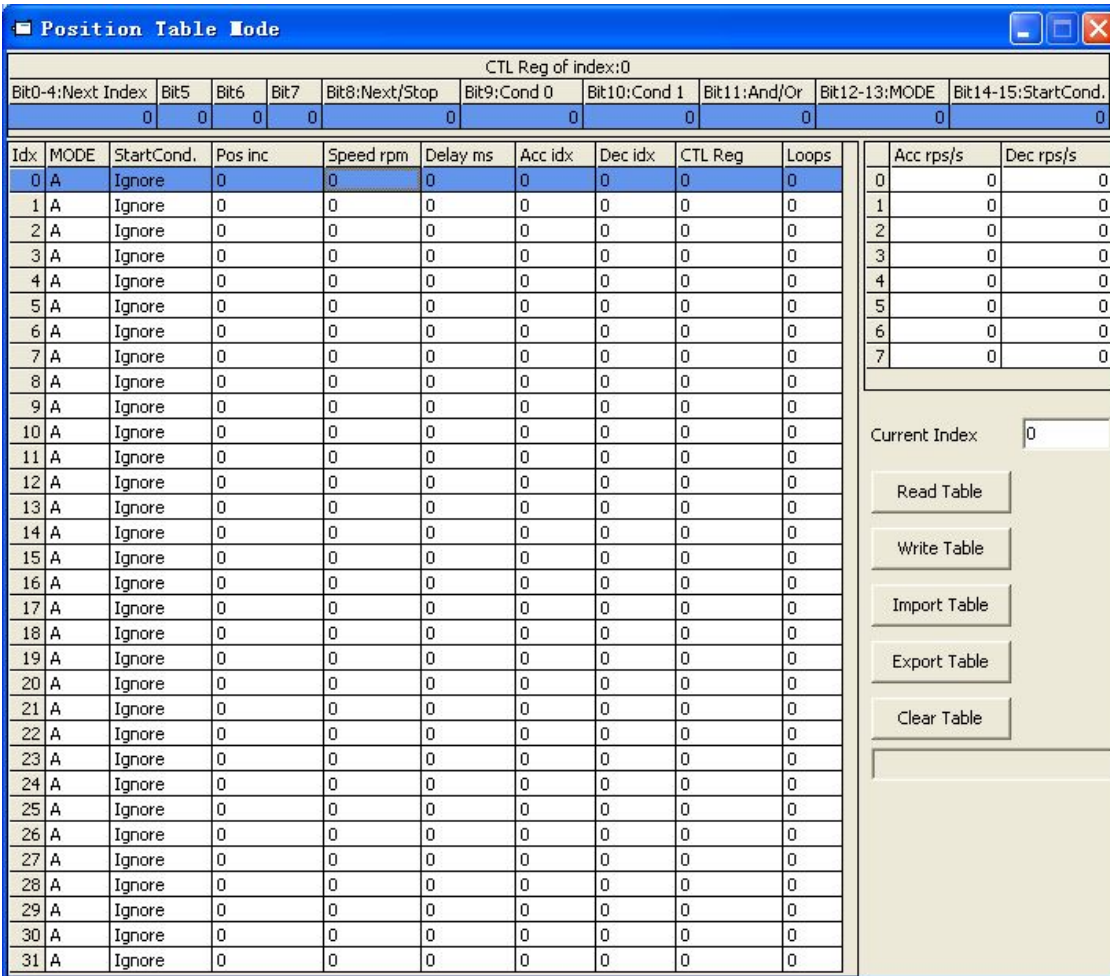 Position Table Mode
CTL Reg of index:0
Bit0-4:Next Index Bit5 Bit6 Bit7 Bit8:Next/Stop Bit9:Cond 0 Bit10:Cond 1 Bit11:And/Or Bit12-13:MODE Bit14-15:StartCond.
0 0 0 0 0 0 0 0 0 0
Idx MODE StartCond. Pos inc Speed rpm Delay ms Acc idx Dec idx CTL Reg Loops
0 A Ignore 0 0 0 0 0 0 0
1 A Ignore 0 0 0 0 0 0 0
2 A Ignore 0 0 0 0 0 0 0
3 A Ignore 0 0 0 0 0 0 0
4 A Ignore 0 0 0 0 0 0 0
5 A Ignore 0 0 0 0 0 0 0
6 A Ignore 0 0 0 0 0 0 0
7 A Ignore 0 0 0 0 0 0 0
8 A Ignore 0 0 0 0 0 0 0
9 A Ignore 0 0 0 0 0 0 0
10 A Ignore 0 0 0 0 0 0 0
11 A Ignore 0 0 0 0 0 0 0
12 A Ignore 0 0 0 0 0 0 0
13 A Ignore 0 0 0 0 0 0 0
14 A Ignore 0 0 0 0 0 0 0
15 A Ignore 0 0 0 0 0 0 0
16 A Ignore 0 0 0 0 0 0 0
17 A Ignore 0 0 0 0 0 0 0
18 A Ignore 0 0 0 0 0 0 0
19 A Ignore 0 0 0 0 0 0 0
20 A Ignore 0 0 0 0 0 0 0
21 A Ignore 0 0 0 0 0 0 0
22 A Ignore 0 0 0 0 0 0 0
23 A Ignore 0 0 0 0 0 0 0
24 A Ignore 0 0 0 0 0 0 0
25 A Ignore 0 0 0 0 0 0 0
26 A Ignore 0 0 0 0 0 0 0
27 A Ignore 0 0 0 0 0 0 0
28 A Ignore 0 0 0 0 0 0 0
29 A Ignore 0 0 0 0 0 0 0
30 A Ignore 0 0 0 0 0 0 0
31 A Ignore 0 0 0 0 0 0 0
Acc rps/s Dec rps/s
0 0 0
1 0 0
2 0 0
3 0 0
4 0 0
5 0 0
6 0 0
7 0 0
Current Index 0
Read Table
Write Table
Import Table
Export Table
Clear Table